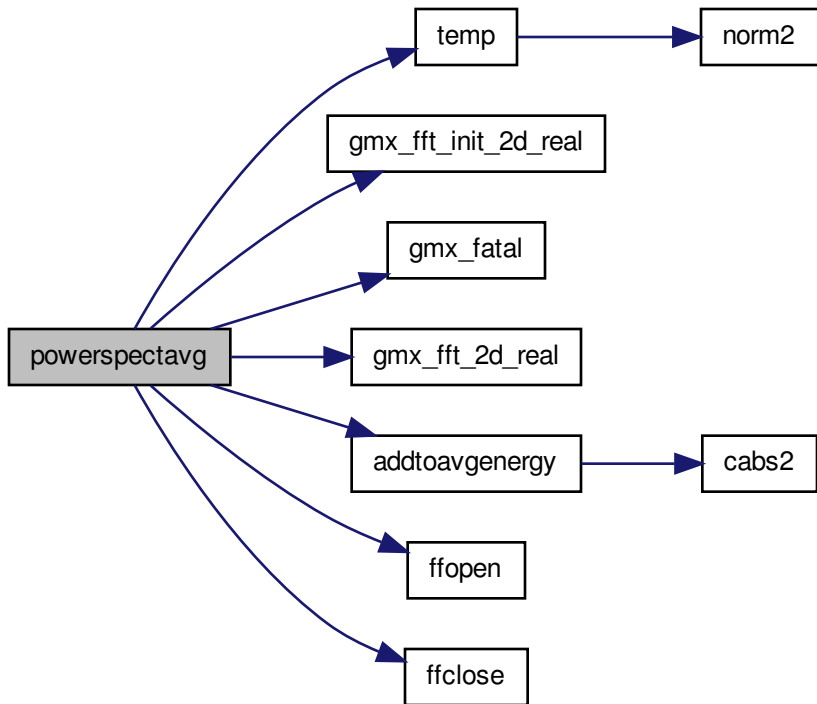 temp
norm2
gmx_fft_init_2d_real
gmx_fatal
powerspectavg
gmx_fft_2d_real
addtoavgenergy
cabs2
ffopen
ffclose